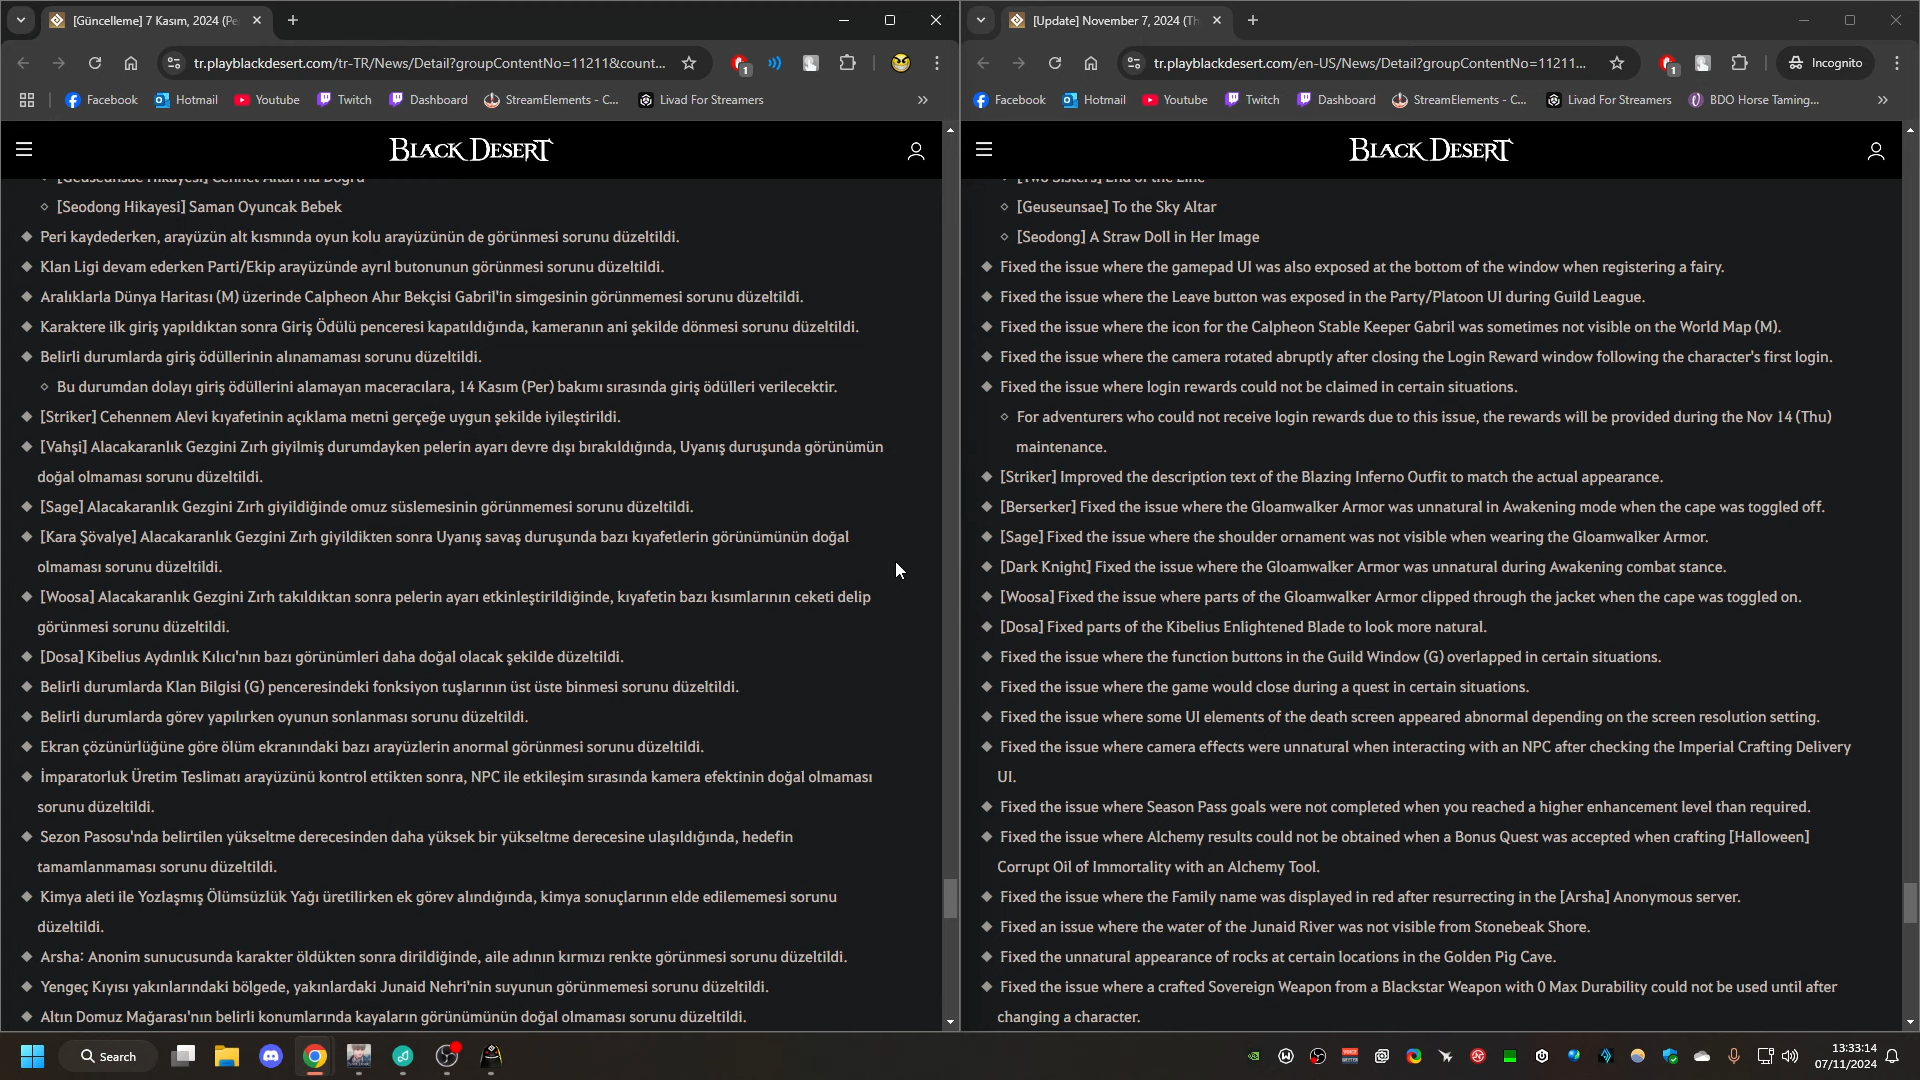 [Güncelleme] 7 Kasım, 2024 (Pe
tr.playblackdesert.com/tr-TR/News/Detail?groupContentNo=11211&count...
Facebook
Hotmail
Youtube
Twitch
Dashboard
StreamElements - C...
Livad For Streamers
BLACK DESERT
[Geuseunsae Hikayesi] Cennet Altarı'na Doğru
[Seodong Hikayesi] Saman Oyuncak Bebek
Peri kaydederken, arayüzün alt kısmında oyun kolu arayüzünün de görünmesi sorunu düzeltildi.
Klan Ligi devam ederken Parti/Ekip arayüzünde ayrıl butonunun görünmesi sorunu düzeltildi.
Aralıklarla Dünya Haritası (M) üzerinde Calpheon Ahır Bekçisi Gabril'in simgesinin görünmemesi sorunu düzeltildi.
Karaktere ilk giriş yapıldıktan sonra Giriş Ödülü penceresi kapatıldığında, kameranın ani şekilde dönmesi sorunu düzeltildi.
Belirli durumlarda giriş ödüllerinin alınamaması sorunu düzeltildi.
Bu durumdan dolayı giriş ödüllerini alamayan maceracılara, 14 Kasım (Per) bakımı sırasında giriş ödülleri verilecektir.
[Striker] Cehennem Alevi kıyafetinin açıklama metni gerçeğe uygun şekilde iyileştirildi.
[Vahşi] Alacakaranlık Gezgini Zırh giyilmiş durumdayken pelerin ayarı devre dışı bırakıldığında, Uyanış duruşunda görünümün
doğal olmaması sorunu düzeltildi.
[Sage] Alacakaranlık Gezgini Zırh giyildiğinde omuz süslemesinin görünmemesi sorunu düzeltildi.
[Kara Şövalye] Alacakaranlık Gezgini Zırh giyildikten sonra Uyanış savaş duruşunda bazı kıyafetlerin görünümünün doğal
olmaması sorunu düzeltildi.
[Woosa] Alacakaranlık Gezgini Zırh takıldıktan sonra pelerin ayarı etkinleştirildiğinde, kıyafetin bazı kısımlarının ceketi delip
görünmesi sorunu düzeltildi.
[Dosa] Kibelius Aydınlık Kılıcı'nın bazı görünümleri daha doğal olacak şekilde düzeltildi.
Belirli durumlarda Klan Bilgisi (G) penceresindeki fonksiyon tuşlarının üst üste binmesi sorunu düzeltildi.
Belirli durumlarda görev yapılırken oyunun sonlanması sorunu düzeltildi.
Ekran çözünürlüğüne göre ölüm ekranındaki bazı arayüzlerin anormal görünmesi sorunu düzeltildi.
İmparatorluk Üretim Teslimatı arayüzünü kontrol ettikten sonra, NPC ile etkileşim sırasında kamera efektinin doğal olmaması
sorunu düzeltildi.
Sezon Pasosu'nda belirtilen yükseltme derecesinden daha yüksek bir yükseltme derecesine ulaşıldığında, hedefin
tamamlanmaması sorunu düzeltildi.
Kimya aleti ile Yozlaşmış Ölümsüzlük Yağı üretilirken ek görev alındığında, kimya sonuçlarının elde edilememesi sorunu
düzeltildi.
Arsha: Anonim sunucusunda karakter öldükten sonra dirildiğinde, aile adının kırmızı renkte görünmesi sorunu düzeltildi.
Yengeç Kıyısı yakınlarındaki bölgede, yakınlardaki Junaid Nehri'nin suyunun görünmemesi sorunu düzeltildi.
Altın Domuz Mağarası'nın belirli konumlarında kayaların görünümünün doğal olmaması sorunu düzeltildi.
[Update] November 7, 2024 (Th
tr.playblackdesert.com/en-US/News/Detail?groupContentNo=11211...
Incognito
Facebook
Hotmail
Youtube
Twitch
Dashboard
StreamElements - C...
Livad For Streamers
BDO Horse Taming...
BLACK DESERT
[Two Sisters] End of the Line
[Geuseunsae] To the Sky Altar
[Seodong] A Straw Doll in Her Image
Fixed the issue where the gamepad UI was also exposed at the bottom of the window when registering a fairy.
Fixed the issue where the Leave button was exposed in the Party/Platoon UI during Guild League.
Fixed the issue where the icon for the Calpheon Stable Keeper Gabril was sometimes not visible on the World Map (M).
Fixed the issue where the camera rotated abruptly after closing the Login Reward window following the character's first login.
Fixed the issue where login rewards could not be claimed in certain situations.
For adventurers who could not receive login rewards due to this issue, the rewards will be provided during the Nov 14 (Thu)
maintenance.
[Striker] Improved the description text of the Blazing Inferno Outfit to match the actual appearance.
[Berserker] Fixed the issue where the Gloamwalker Armor was unnatural in Awakening mode when the cape was toggled off.
[Sage] Fixed the issue where the shoulder ornament was not visible when wearing the Gloamwalker Armor.
[Dark Knight] Fixed the issue where the Gloamwalker Armor was unnatural during Awakening combat stance.
[Woosa] Fixed the issue where parts of the Gloamwalker Armor clipped through the jacket when the cape was toggled on.
[Dosa] Fixed parts of the Kibelius Enlightened Blade to look more natural.
Fixed the issue where the function buttons in the Guild Window (G) overlapped in certain situations.
Fixed the issue where the game would close during a quest in certain situations.
Fixed the issue where some UI elements of the death screen appeared abnormal depending on the screen resolution setting.
Fixed the issue where camera effects were unnatural when interacting with an NPC after checking the Imperial Crafting Delivery
UI.
Fixed the issue where Season Pass goals were not completed when you reached a higher enhancement level than required.
Fixed the issue where Alchemy results could not be obtained when a Bonus Quest was accepted when crafting [Halloween]
Corrupt Oil of Immortality with an Alchemy Tool.
Fixed the issue where the Family name was displayed in red after resurrecting in the [Arsha] Anonymous server.
Fixed an issue where the water of the Junaid River was not visible from Stonebeak Shore.
Fixed the unnatural appearance of rocks at certain locations in the Golden Pig Cave.
Fixed the issue where a crafted Sovereign Weapon from a Blackstar Weapon with 0 Max Durability could not be used until after
changing a character.
Search
13:33:14
07/11/2024